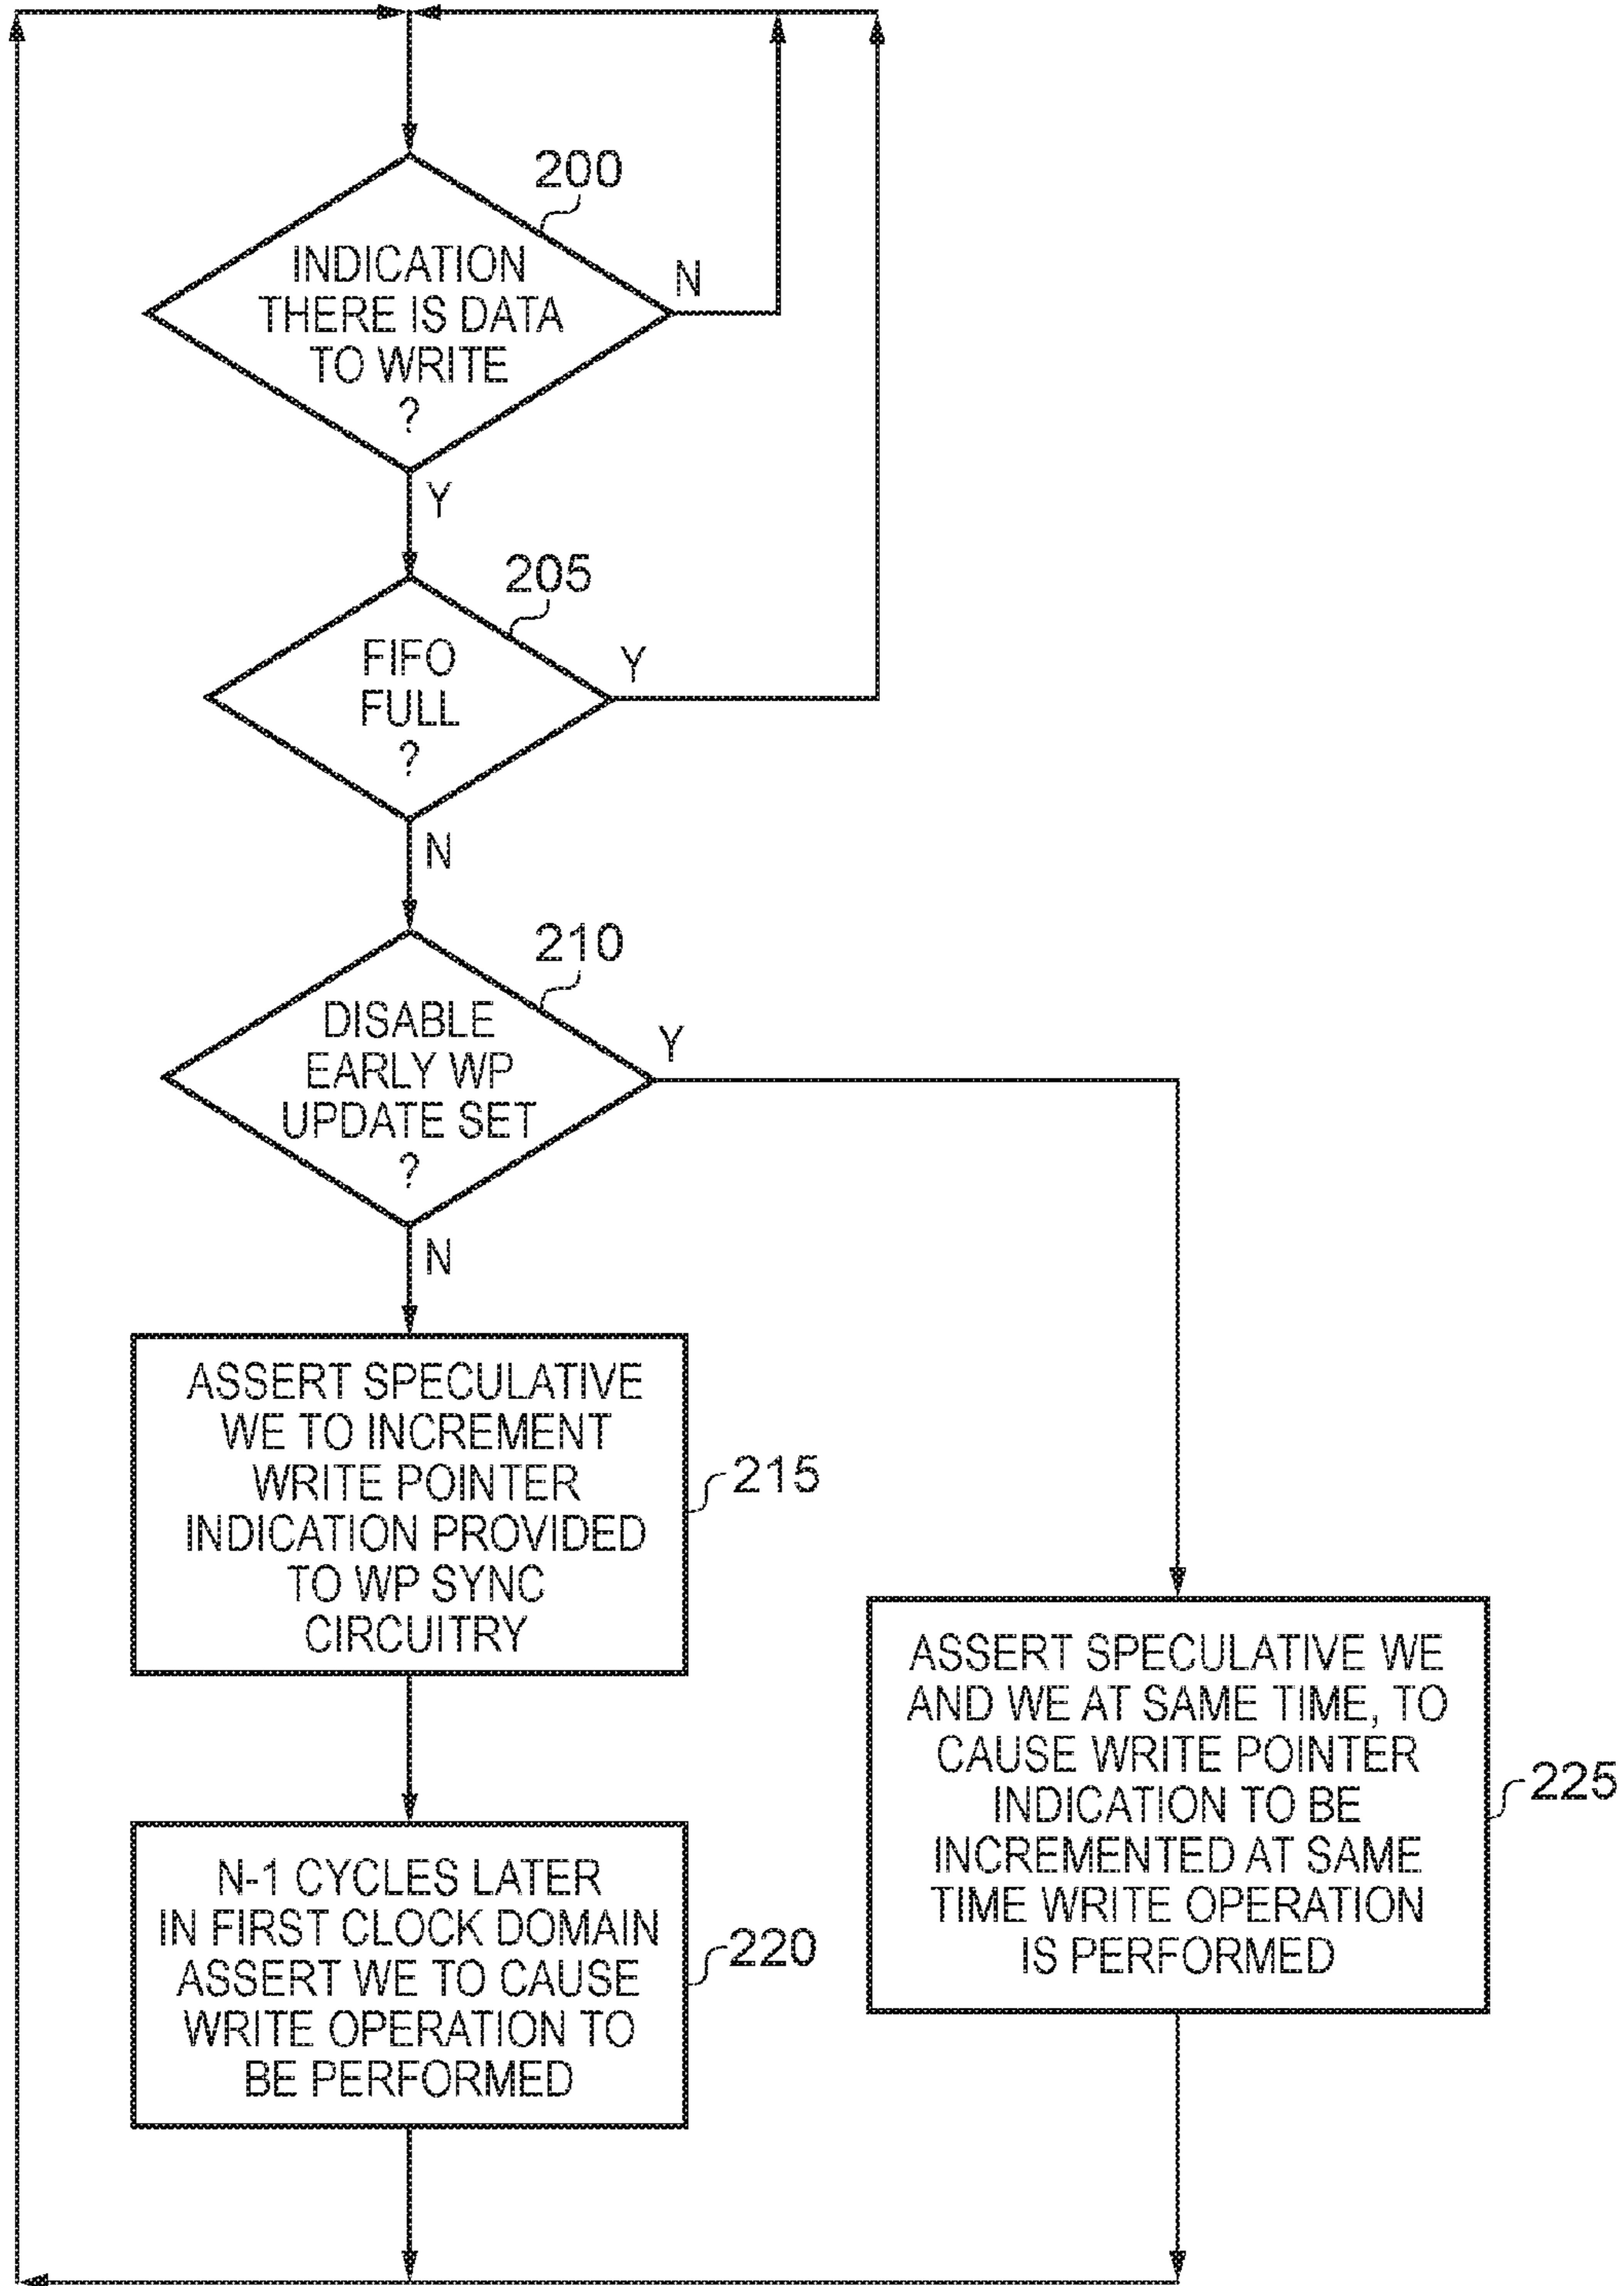 200
INDICATION
THERE IS DATA
TO WRITE
?
N
Y
205
FIFO
FULL
?
Y
N
210
DISABLE
EARLY WP
UPDATE SET
?
Y
N
ASSERT SPECULATIVE
WE TO INCREMENT
WRITE POINTER
INDICATION PROVIDED
TO WP SYNC
CIRCUITRY
215
N-1 CYCLES LATER
IN FIRST CLOCK DOMAIN
ASSERT WE TO CAUSE
WRITE OPERATION TO
BE PERFORMED
220
ASSERT SPECULATIVE WE
AND WE AT SAME TIME, TO
CAUSE WRITE POINTER
INDICATION TO BE
INCREMENTED AT SAME
TIME WRITE OPERATION
IS PERFORMED
225